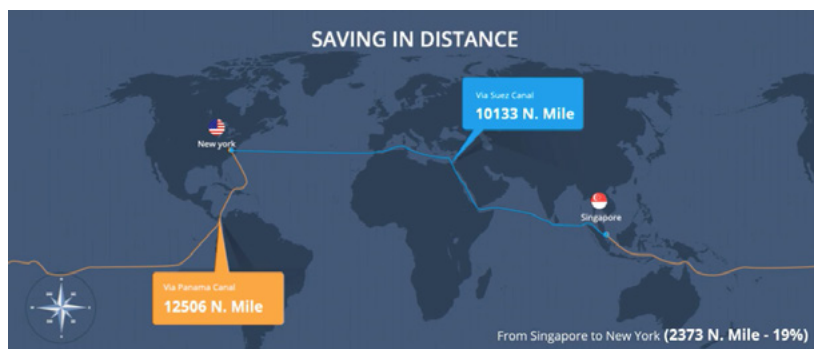 SAVING IN DISTANCE
Via Suez Canal
10133 N. Mile
New york
Singapore
Via Panama Canal
12506 N. Mile
From Singapore to New York (2373 N. Mile - 19%)